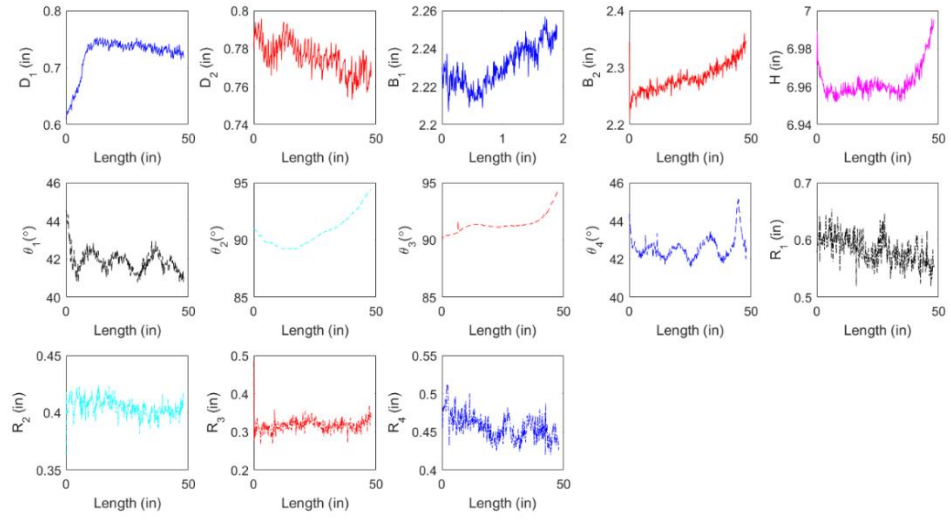 0.8 0.7 0.6 D₁ (in) 0 50 Length (in)
0.8 0.78 0.76 0.74 D₂ (in) 0 50 Length (in)
2.26 2.24 2.22 2.2 B₁ (in) 0 1 2 Length (in)
2.4 2.3 2.2 B₂ (in) 0 50 Length (in)
7 6.98 6.96 6.94 H (in) 0 50 Length (in)
46 44 42 40 θ₁(°) 0 50 Length (in)
95 90 85 θ₂(°) 0 50 Length (in)
95 90 85 θ₃(°) 0 50 Length (in)
46 44 42 40 θ₄(°) 0 50 Length (in)
0.7 0.6 0.5 R₁ (in) 0 50 Length (in)
0.45 0.4 0.35 R₂ (in) 0 50 Length (in)
0.5 0.4 0.3 0.2 R₃ (in) 0 50 Length (in)
0.55 0.5 0.45 0.4 R₄ (in) 0 50 Length (in)